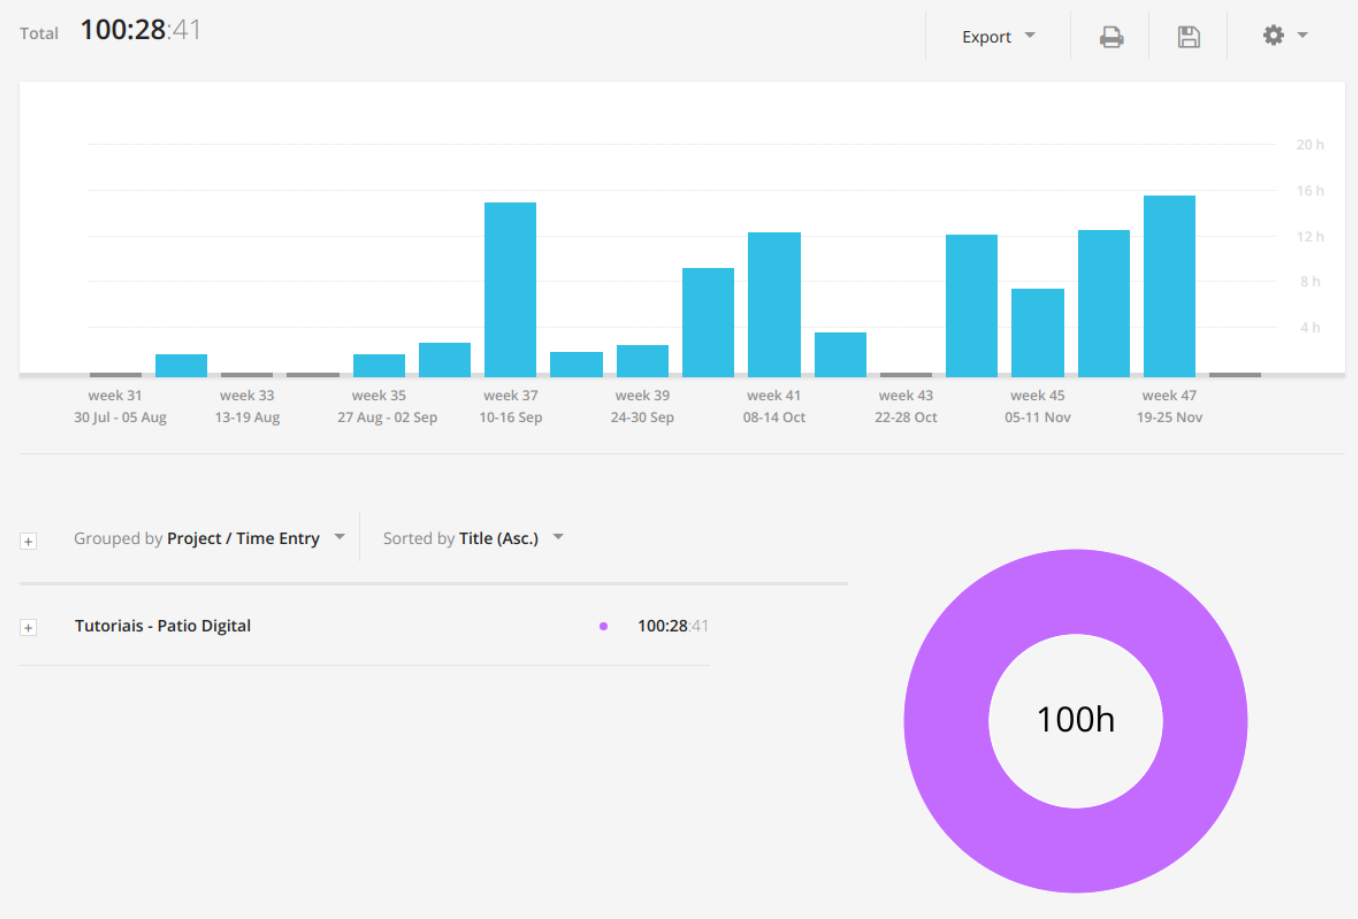 Total 100:28:41 Export
20 h
16 h
12 h
8 h
4 h
week 31 week 33 week 35 week 37 week 39 week 41 week 43 week 45 week 47
30 Jul - 05 Aug 13-19 Aug 27 Aug - 02 Sep 10-16 Sep 24-30 Sep 08-14 Oct 22-28 Oct 05-11 Nov 19-25 Nov
Grouped by Project / Time Entry Sorted by Title (Asc.)
Tutoriais - Patio Digital 100:28:41
100h